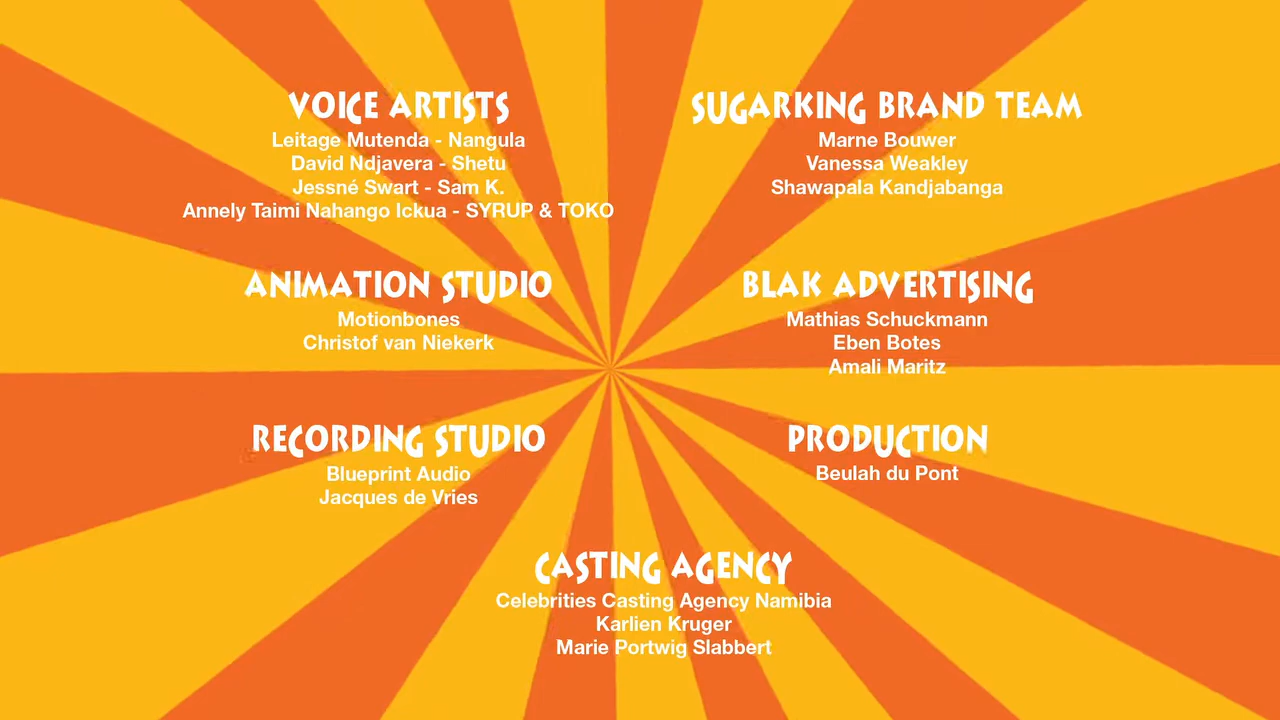 VOICE ARTISTS
Leitage Mutenda - Nangula
David Ndjavera - Shetu
Jessné Swart - Sam K.
Annely Taimi Nahango Ickua - SYRUP & TOKO
SUGARKING BRAND TEAM
Marne Bouwer
Vanessa Weakley
Shawapala Kandjabanga
ANIMATION STUDIO
Motionbones
Christof van Niekerk
BLAK ADVERTISING
Mathias Schuckmann
Eben Botes
Amali Maritz
RECORDING STUDIO
Blueprint Audio
Jacques de Vries
PRODUCTION
Beulah du Pont
CASTING AGENCY
Celebrities Casting Agency Namibia
Karlien Kruger
Marie Portwig Slabbert